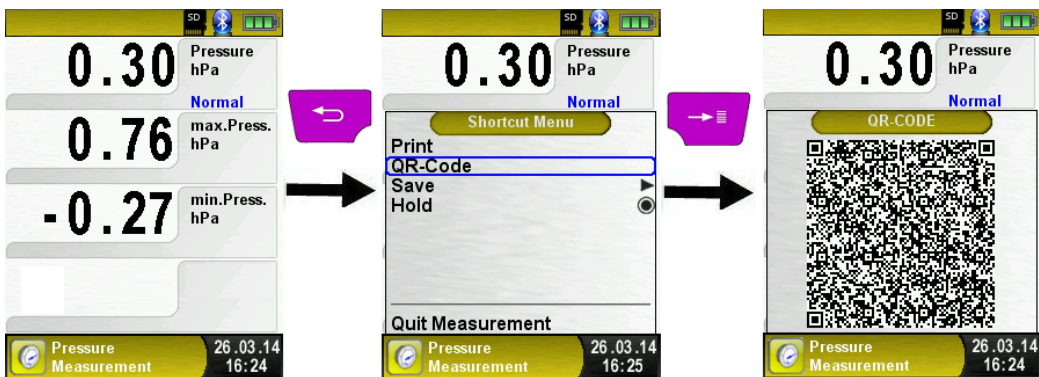 SD
0.30
Pressure
hPa
Normal
0.76
max.Press.
hPa
-0.27
min.Press.
hPa
Pressure
Measurement
26.03.14
16:24
SD
0.30
Pressure
hPa
Normal
Shortcut Menu
Print
QR-Code
Save
Hold
Quit Measurement
Pressure
Measurement
26.03.14
16:25
SD
0.30
Pressure
hPa
Normal
QR-CODE
Pressure
Measurement
26.03.14
16:24